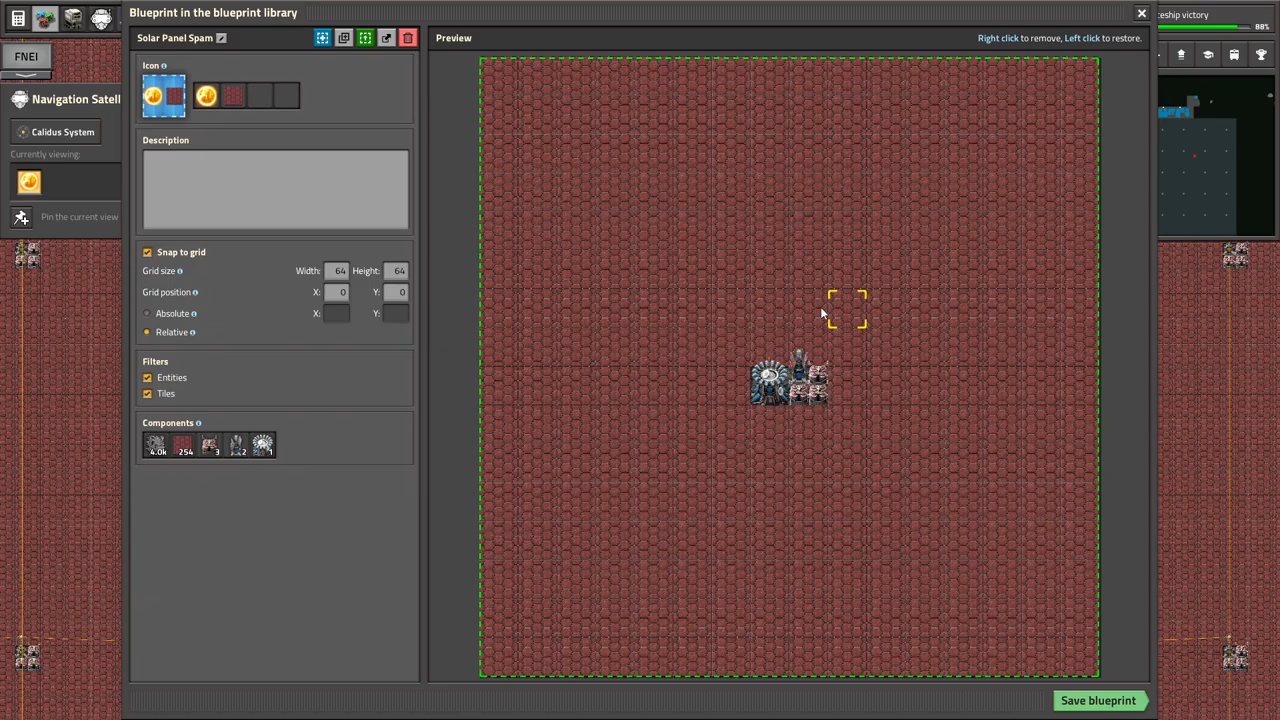 Blueprint in the blueprint library
ceship victory
88%
Solar Panel Spam
Preview
Right click to remove, Left click to restore.
FNEI
Icon
Navigation Satell
Calidus System
Description
Currently viewing:
Pin the current view
Snap to grid
Grid size Width: 64 Height: 64
Grid position X: 0 Y: 0
Absolute X: Y:
Relative
Filters
Entities
Tiles
Components
4.0k 254 3 2 1
Save blueprint